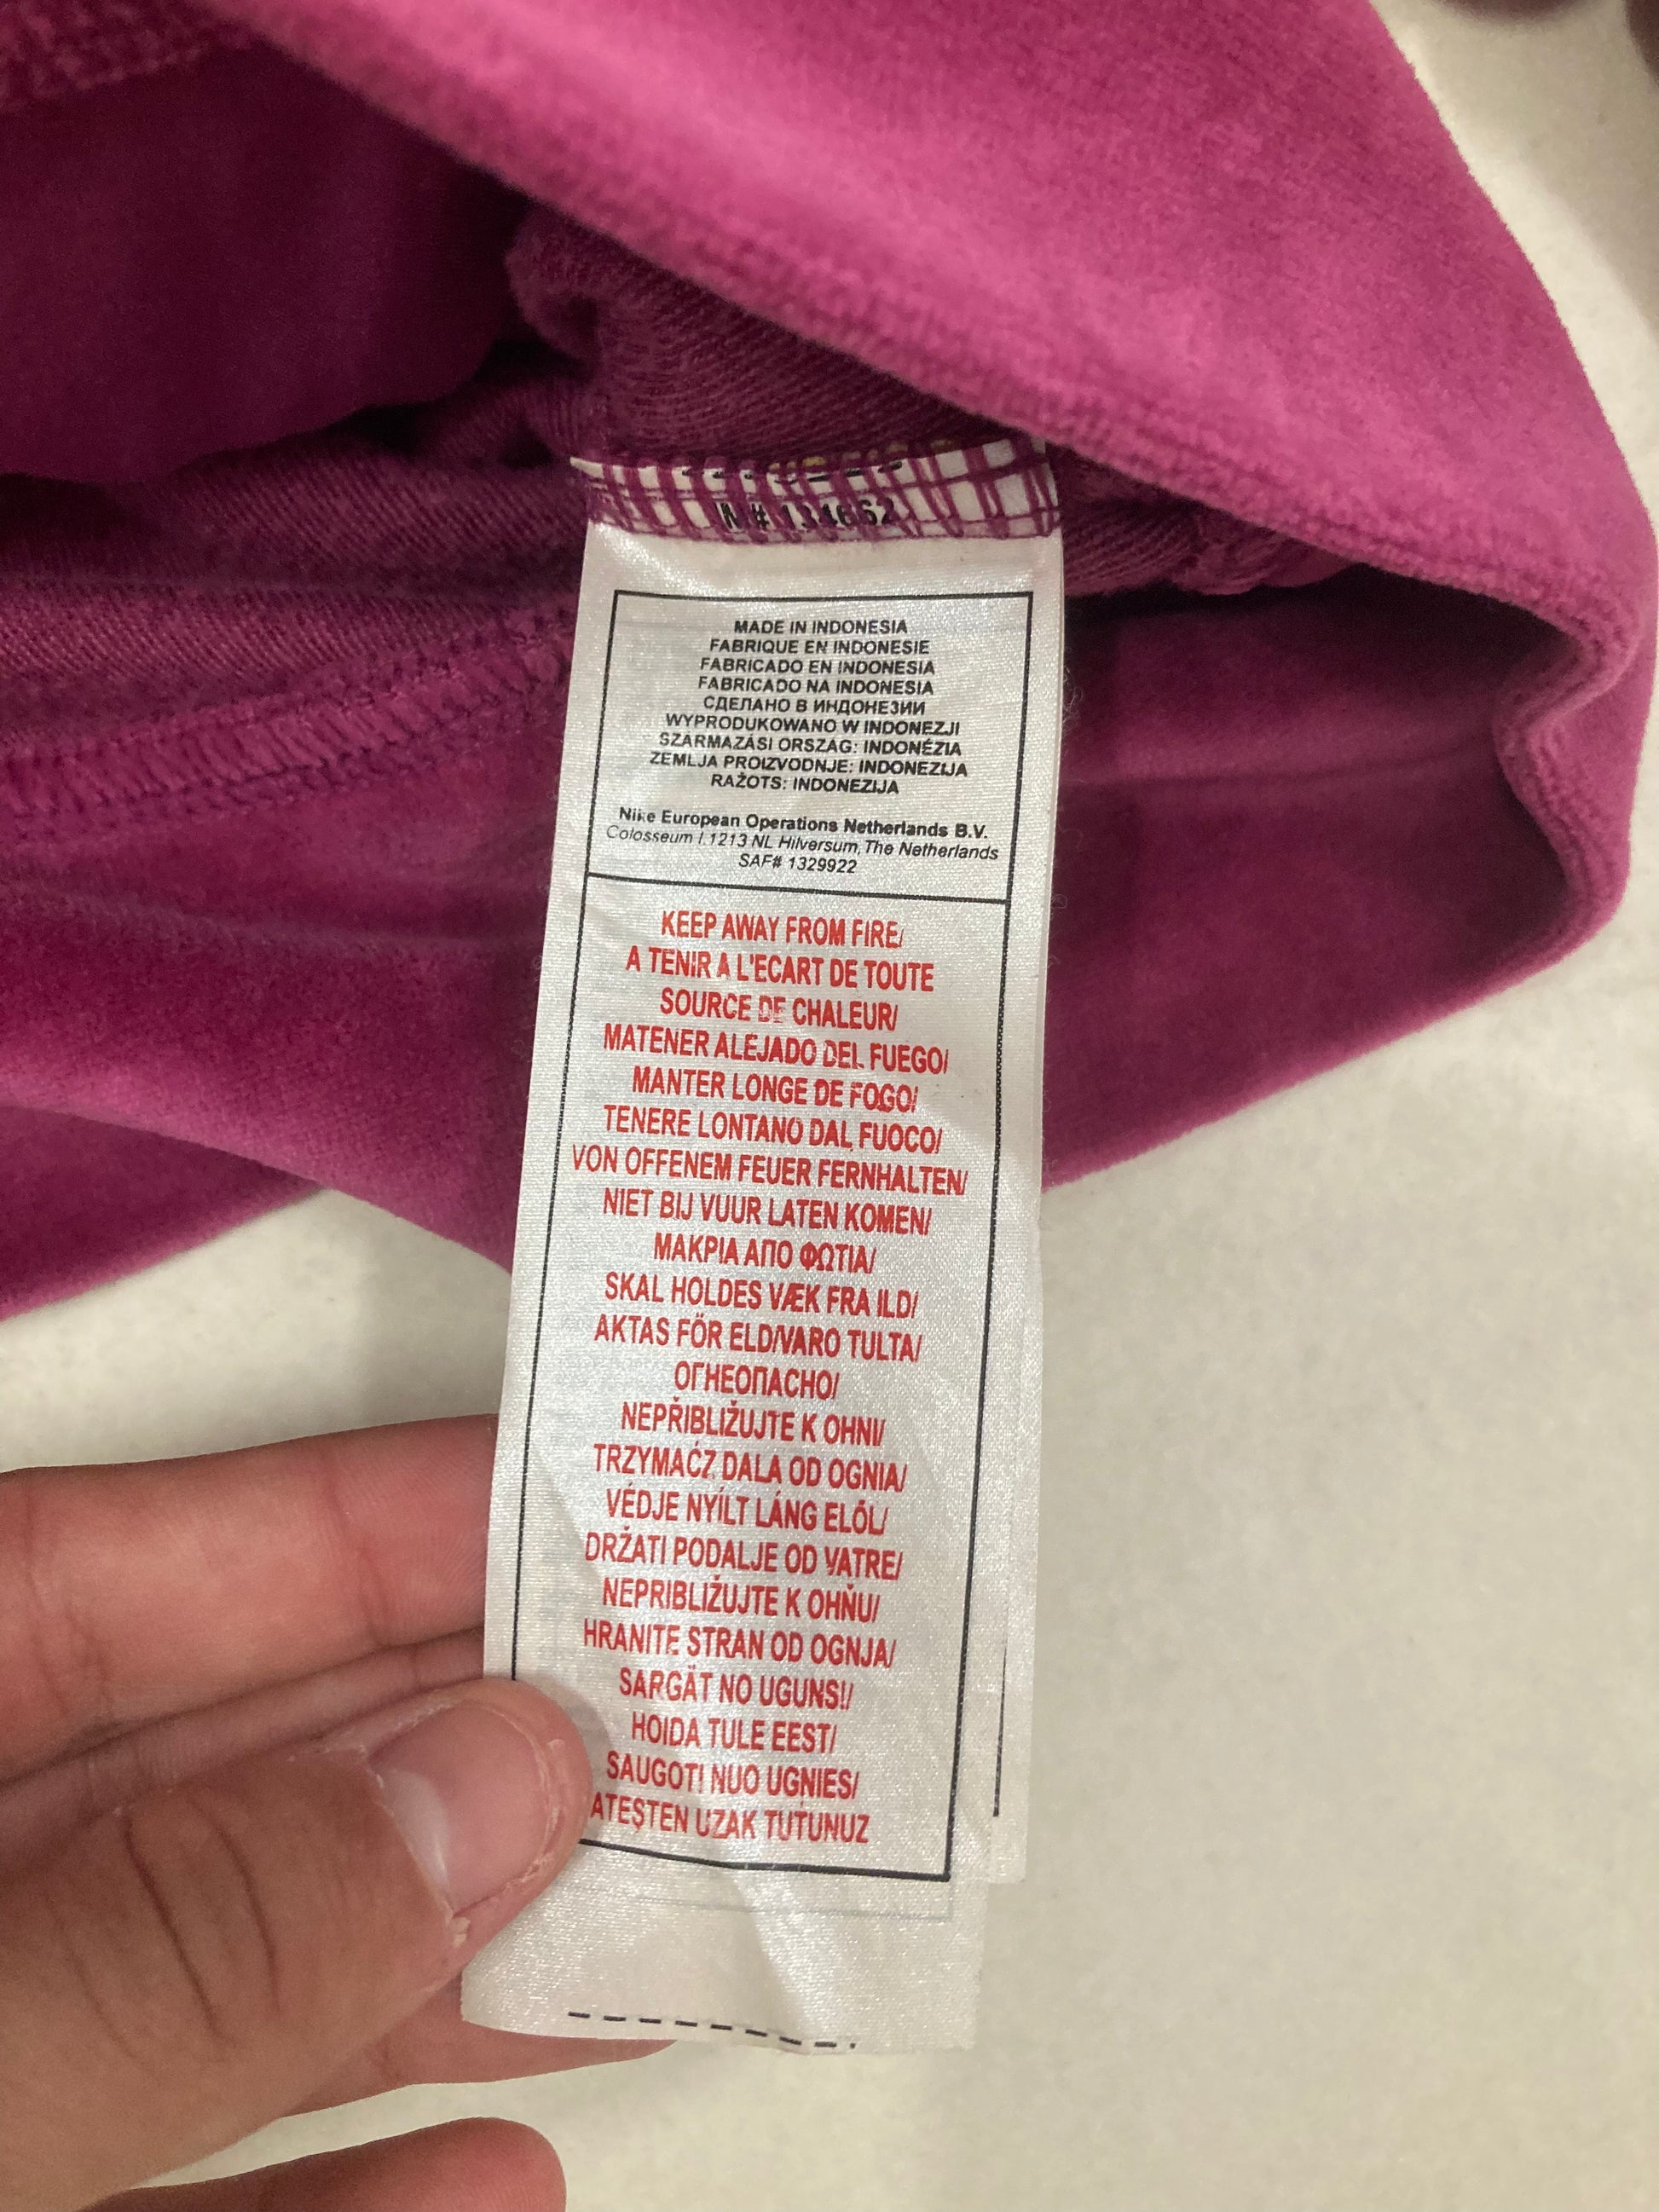 # 134662
MADE IN INDONESIA
FABRIQUE EN INDONESIE
FABRICADO EN INDONESIA
FABRICADO NA INDONESIA
СДЕЛАНО В ИНДОНЕЗИИ
WYPRODUKOWANO W INDONEZJI
SZÁRMAZÁSI ORSZÁG: INDONÉZIA
ZEMLJA PROIZVODNJE: INDONEZIJA
RAŽOTS: INDONEZIJA
Nike European Operations Netherlands B.V.
Colosseum 1.1213 NL Hilversum, The Netherlands
SAF# 1329922
KEEP AWAY FROM FIRE/
A TENIR A L'ECART DE TOUTE
SOURCE DE CHALEUR/
MATENER ALEJADO DEL FUEGO/
MANTER LONGE DE FOGO/
TENERE LONTANO DAL FUOCO/
VON OFFENEM FEUER FERNHALTEN/
NIET BIJ VUUR LATEN KOMEN/
ΜΑΚΡΙΑ ΑΠΟ ΦΩΤΙΑ/
SKAL HOLDES VÆK FRA ILD/
AKTAS FÖR ELD/VARO TULTA/
ОГНЕОПАСНО/
NEPŘIBLIŽUJTE K OHNI/
TRZYMAĆZ DALA OD OGNIA/
VÉDJE NYÍLT LÁNG ELŐL/
DRŽATI PODALJE OD VATRE/
NEPRIBLIŽUJTE K OHŇU/
HRANITE STRAN OD OGNJA/
SARGĀT NO UGUNS!/
HOIDA TULE EEST/
SAUGOTI NUO UGNIES/
ATEŞTEN UZAK TUTUNUZ